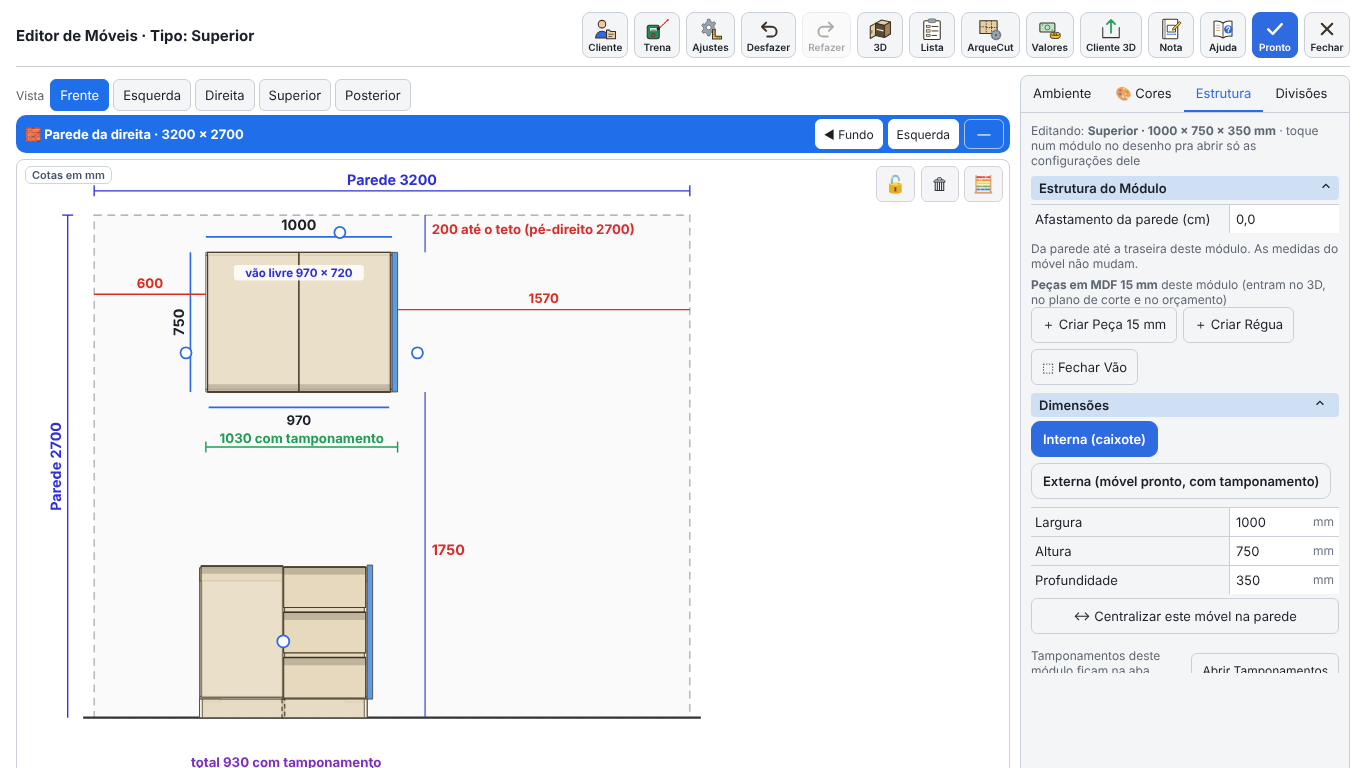 Editor de Móveis · Tipo: Superior
Cliente
Trena
Ajustes
Desfazer
Refazer
3D
Lista
ArqueCut
Valores
Cliente 3D
Nota
Ajuda
Pronto
Fechar
Vista
Frente
Esquerda
Direita
Superior
Posterior
Parede da direita · 3200 × 2700
◀ Fundo
Esquerda
—
Cotas em mm
Parede 3200
1000
200 até o teto (pé-direito 2700)
vão livre 970 × 720
600
1570
750
970
1030 com tamponamento
Parede 2700
1750
total 930 com tamponamento
Ambiente
🎨 Cores
Estrutura
Divisões
Editando: Superior · 1000 × 750 × 350 mm · toque
num módulo no desenho pra abrir só as
configurações dele
Estrutura do Módulo
Afastamento da parede (cm)
0,0
Da parede até a traseira deste módulo. As medidas do
móvel não mudam.
Peças em MDF 15 mm deste módulo (entram no 3D,
no plano de corte e no orçamento)
+ Criar Peça 15 mm
+ Criar Régua
Fechar Vão
Dimensões
Interna (caixote)
Externa (móvel pronto, com tamponamento)
Largura
1000 mm
Altura
750 mm
Profundidade
350 mm
↔ Centralizar este móvel na parede
Tamponamentos deste
módulo ficam na aba
Abrir Tamponamentos